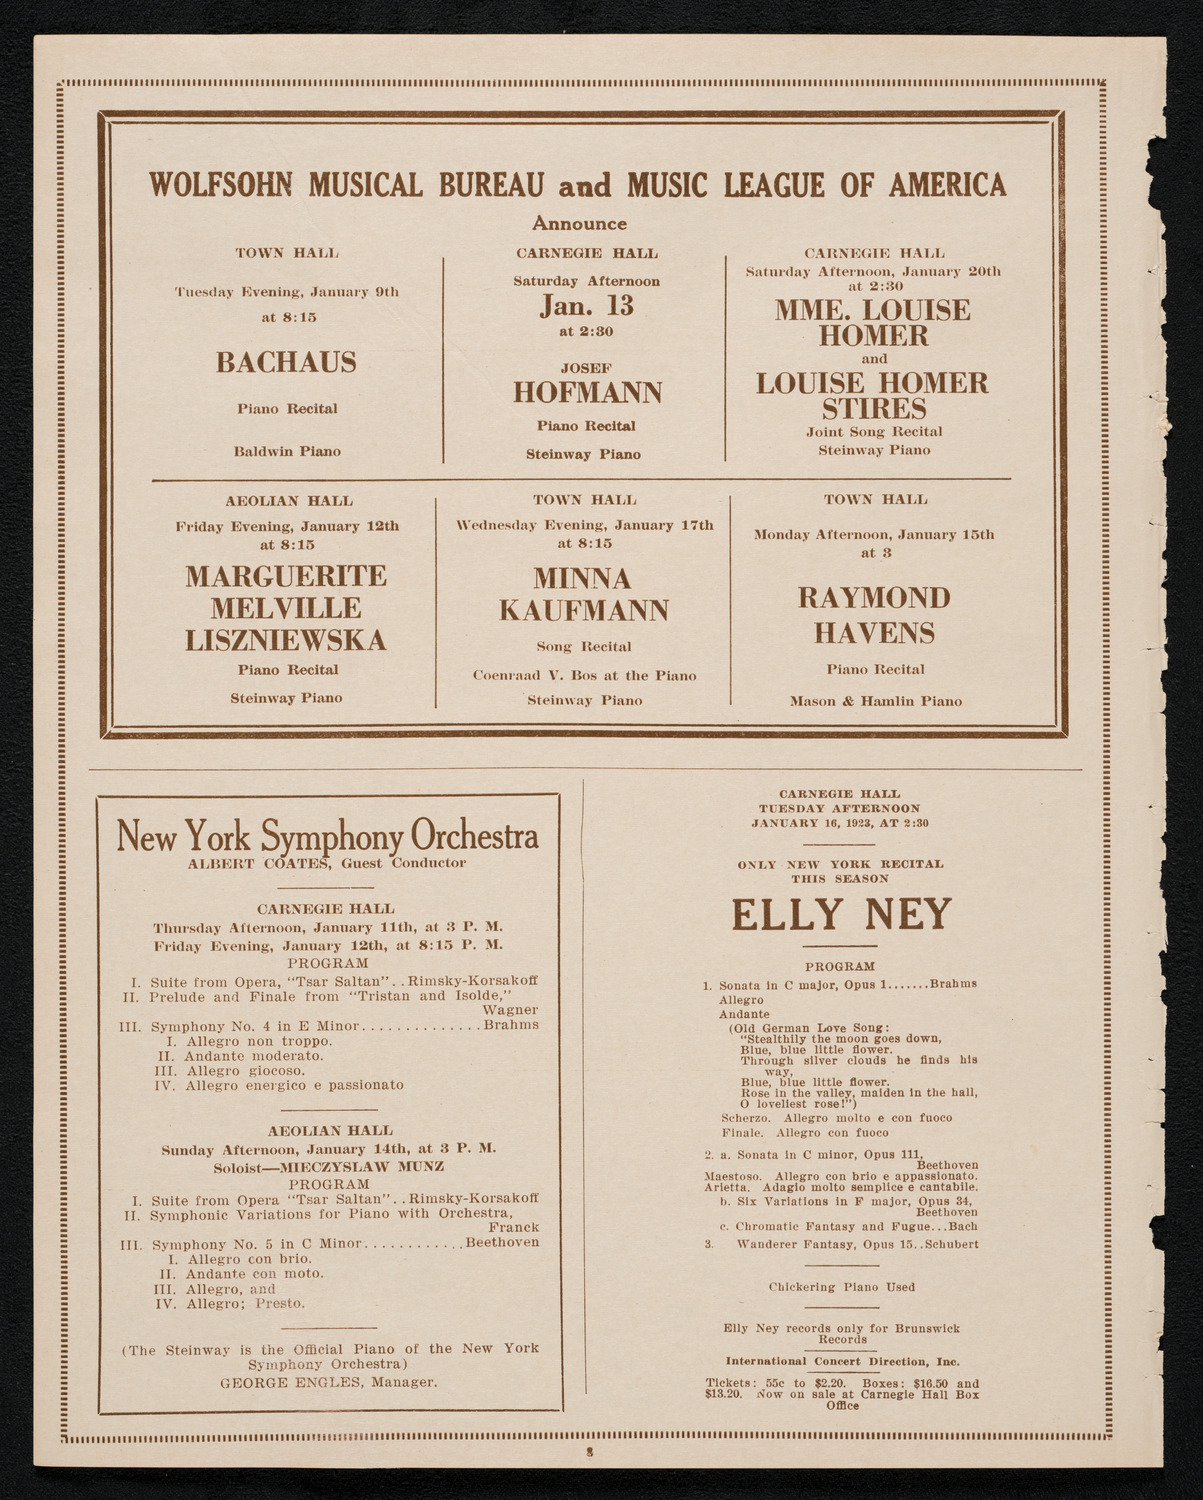 WOLFSOHN MUSICAL BUREAU and MUSIC LEAGUE OF AMERICA
Announce
TOWN HALL
Tuesday Evening, January 9th
at 8:15
BACHAUS
Piano Recital
Baldwin Piano
CARNEGIE HALL
Saturday Afternoon
Jan. 13
at 2:30
JOSEF
HOFMANN
Piano Recital
Steinway Piano
CARNEGIE HALL
Saturday Afternoon, January 20th
at 2:30
MME. LOUISE
HOMER
and
LOUISE HOMER
STIRES
Joint Song Recital
Steinway Piano
AEOLIAN HALL
Friday Evening, January 12th
at 8:15
MARGUERITE
MELVILLE
LISZNIEWSKA
Piano Recital
Steinway Piano
TOWN HALL
Wednesday Evening, January 17th
at 8:15
MINNA
KAUFMANN
Song Recital
Coenraad V. Bos at the Piano
Steinway Piano
TOWN HALL
Monday Afternoon, January 15th
at 3
RAYMOND
HAVENS
Piano Recital
Mason & Hamlin Piano
New York Symphony Orchestra
ALBERT COATES, Guest Conductor
CARNEGIE HALL
Thursday Afternoon, January 11th, at 3 P. M.
Friday Evening, January 12th, at 8:15 P. M.
PROGRAM
I. Suite from Opera, "Tsar Saltan"..Rimsky-Korsakoff
II. Prelude and Finale from "Tristan and Isolde,"
Wagner
III. Symphony No. 4 in E Minor..............Brahms
I. Allegro non troppo.
II. Andante moderato.
III. Allegro giocoso.
IV. Allegro energico e passionato
AEOLIAN HALL
Sunday Afternoon, January 14th, at 3 P. M.
Soloist—MIECZYSLAW MUNZ
PROGRAM
I. Suite from Opera "Tsar Saltan"..Rimsky-Korsakoff
II. Symphonic Variations for Piano with Orchestra,
Franck
III. Symphony No. 5 in C Minor............Beethoven
I. Allegro con brio.
II. Andante con moto.
III. Allegro, and
IV. Allegro; Presto.
(The Steinway is the Official Piano of the New York
Symphony Orchestra)
GEORGE ENGLES, Manager.
CARNEGIE HALL
TUESDAY AFTERNOON
JANUARY 16, 1923, AT 2:30
ONLY NEW YORK RECITAL
THIS SEASON
ELLY NEY
PROGRAM
1. Sonata in C major, Opus 1.......Brahms
Allegro
Andante
(Old German Love Song:
"Stealthily the moon goes down,
Blue, blue little flower.
Through silver clouds he finds his
way,
Blue, blue little flower.
Rose in the valley, maiden in the hall,
O loveliest rose!")
Scherzo. Allegro molto e con fuoco
Finale. Allegro con fuoco
2. a. Sonata in C minor, Opus 111,
Beethoven
Maestoso. Allegro con brio e appassionato.
Arietta. Adagio molto semplice e cantabile.
b. Six Variations in F major, Opus 34,
Beethoven
c. Chromatic Fantasy and Fugue...Bach
3. Wanderer Fantasy, Opus 15..Schubert
Chickering Piano Used
Elly Ney records only for Brunswick
Records
International Concert Direction, Inc.
Tickets: 55c to $2.20. Boxes: $16.50 and
$13.20. Now on sale at Carnegie Hall Box
Office
8